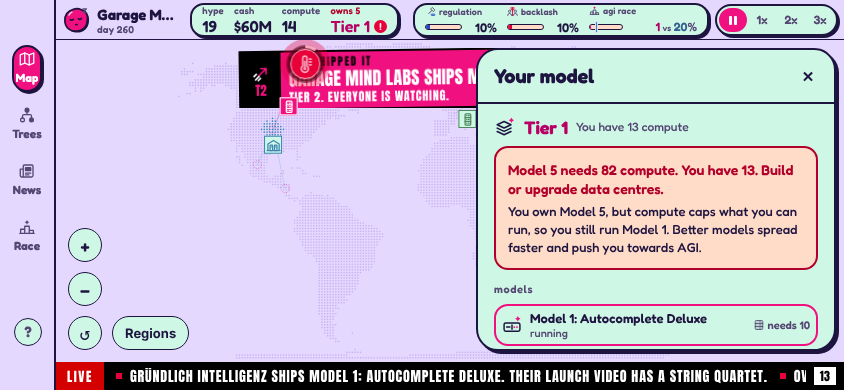 Garage M...
day 260
hype cash compute owns 5
19 $60M 14 Tier 1 !
regulation backlash agi race
10% 10% 1 vs 20%
1x 2x 3x
Map
Trees
News
Race
?
T2
GARAGE MIND LABS SHIPS
TIER 2. EVERYONE IS WATCHING.
+
−
Regions
Your model
Tier 1 You have 13 compute
Model 5 needs 82 compute. You have 13. Build
or upgrade data centres.
You own Model 5, but compute caps what you can
run, so you still run Model 1. Better models spread
faster and push you towards AGI.
models
Model 1: Autocomplete Deluxe
running
needs 10
LIVE
GRÜNDLICH INTELLIGENZ SHIPS MODEL 1: AUTOCOMPLETE DELUXE. THEIR LAUNCH VIDEO HAS A STRING QUARTET.
13